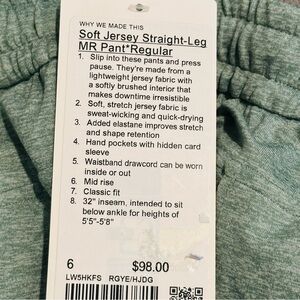 WHY WE MADE THIS
Soft Jersey Straight-Leg
MR Pant*Regular
1. Slip into these pants and press
pause. They're made from a
lightweight jersey fabric with
a softly brushed interior that
makes downtime irresistible
2. Soft, stretch jersey fabric is
sweat-wicking and quick-drying
3. Added elastane improves stretch
and shape retention
4. Hand pockets with hidden card
sleeve
5. Waistband drawcord can be worn
inside or out
6. Mid rise
7. Classic fit
8. 32" inseam, intended to sit
below ankle for heights of
5'5"-5'8"
6 $98.00
LW5HKFS RGYE/HJDG